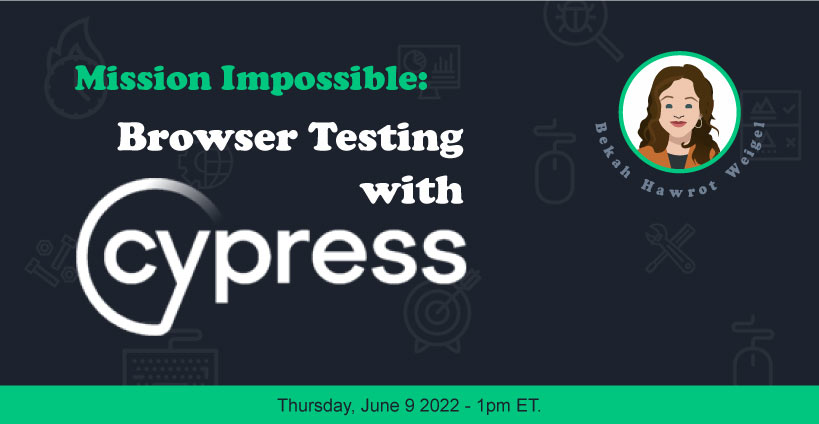 Mission Impossible:
Browser Testing
with
cypress
Bekah Hawrot Weigel
Thursday, June 9 2022 - 1pm ET.